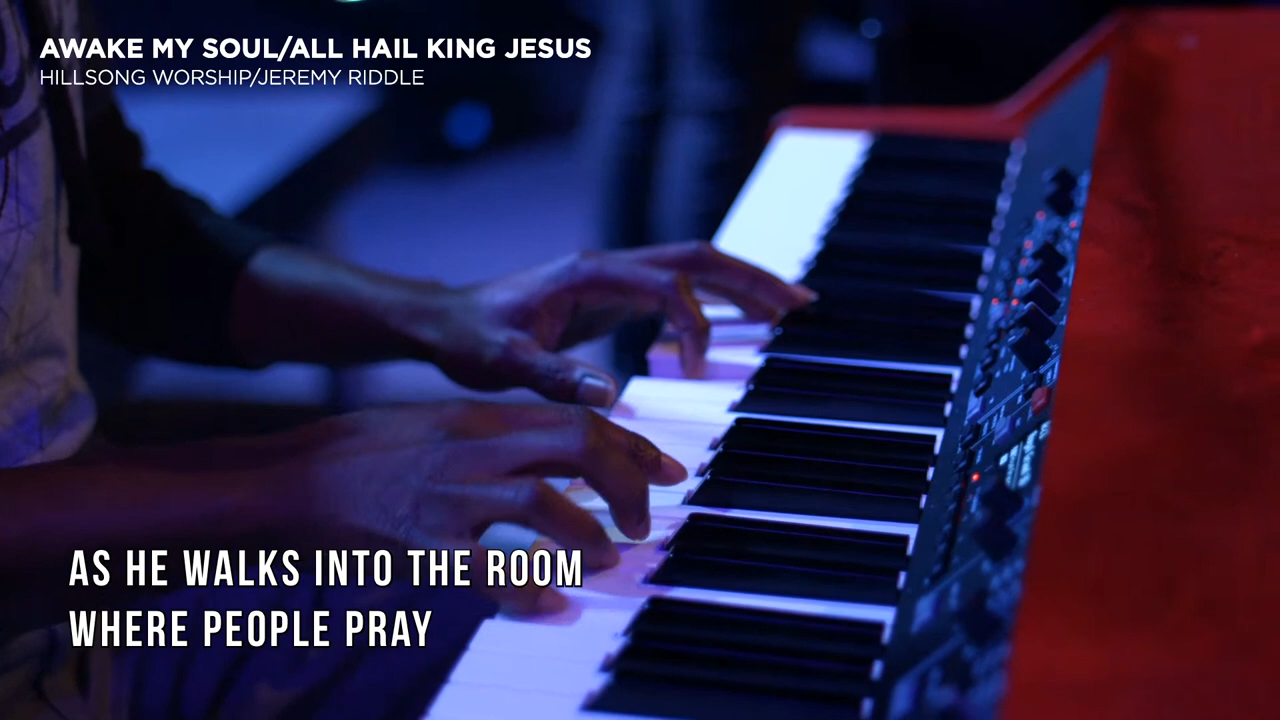 AWAKE MY SOUL/ALL HAIL KING JESUS
HILLSONG WORSHIP/JEREMY RIDDLE
AS HE WALKS INTO THE ROOM
WHERE PEOPLE PRAY